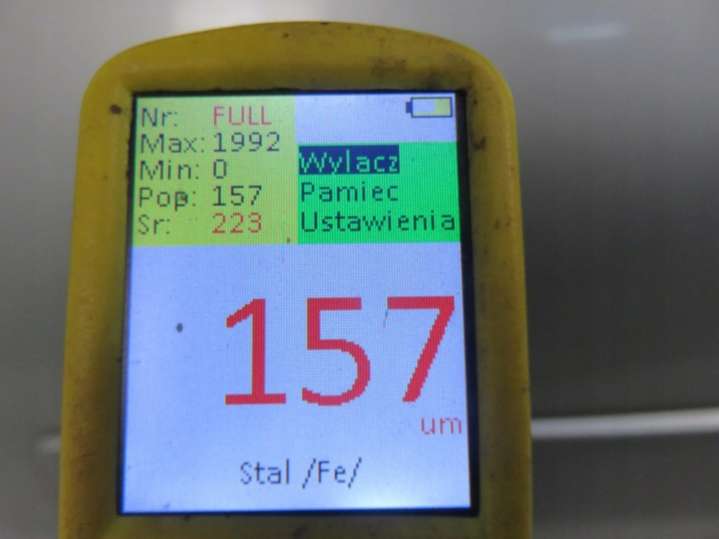 Nr: FULL
Max: 1992
Min: 0
Pop: 157
Sr: 223
Wylacz
Pamiec
Ustawienia
157
um
Stal /Fe/